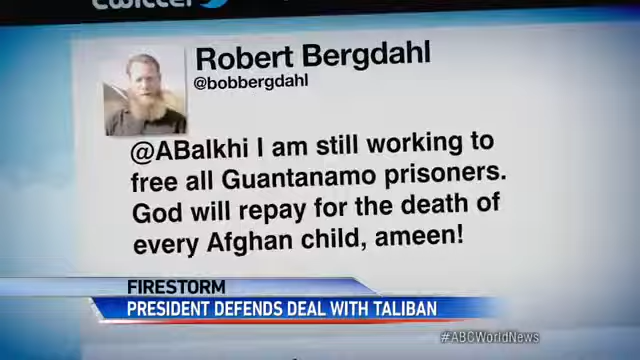 twitter
Robert Bergdahl
@bobbergdahl
@ABalkhi I am still working to
free all Guantanamo prisoners.
God will repay for the death of
every Afghan child, ameen!
FIRESTORM
PRESIDENT DEFENDS DEAL WITH TALIBAN
#ABCWorldNews